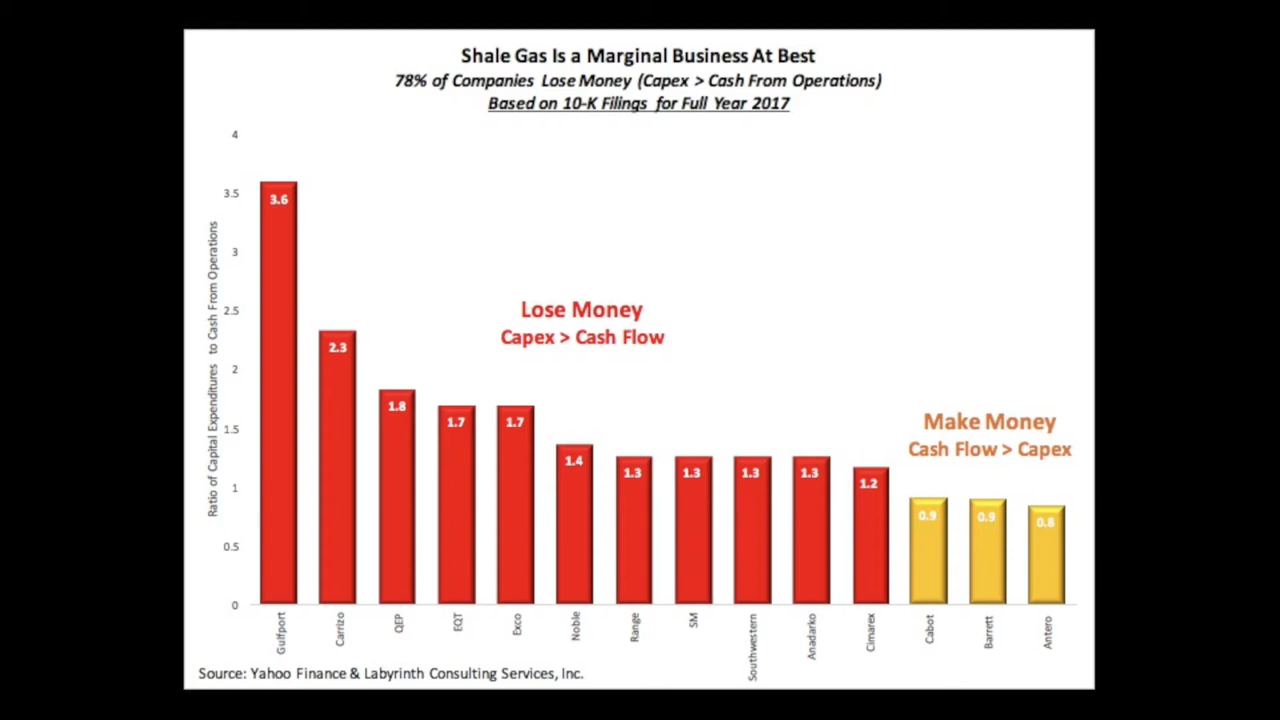 Shale Gas Is a Marginal Business At Best
78% of Companies Lose Money (Capex > Cash From Operations)
Based on 10-K Filings for Full Year 2017
Ratio of Capital Expenditures to Cash From Operations
4
3.5
3
2.5
2
1.5
1
0.5
0
3.6
2.3
1.8
1.7
1.7
1.4
1.3
1.3
1.3
1.3
1.2
0.9
0.9
0.8
Lose Money
Capex > Cash Flow
Make Money
Cash Flow > Capex
Gulfport
Carrizo
QEP
EQT
Exco
Noble
Range
SM
Southwestern
Anadarko
Cimarex
Cabot
Barrett
Antero
Source: Yahoo Finance & Labyrinth Consulting Services, Inc.